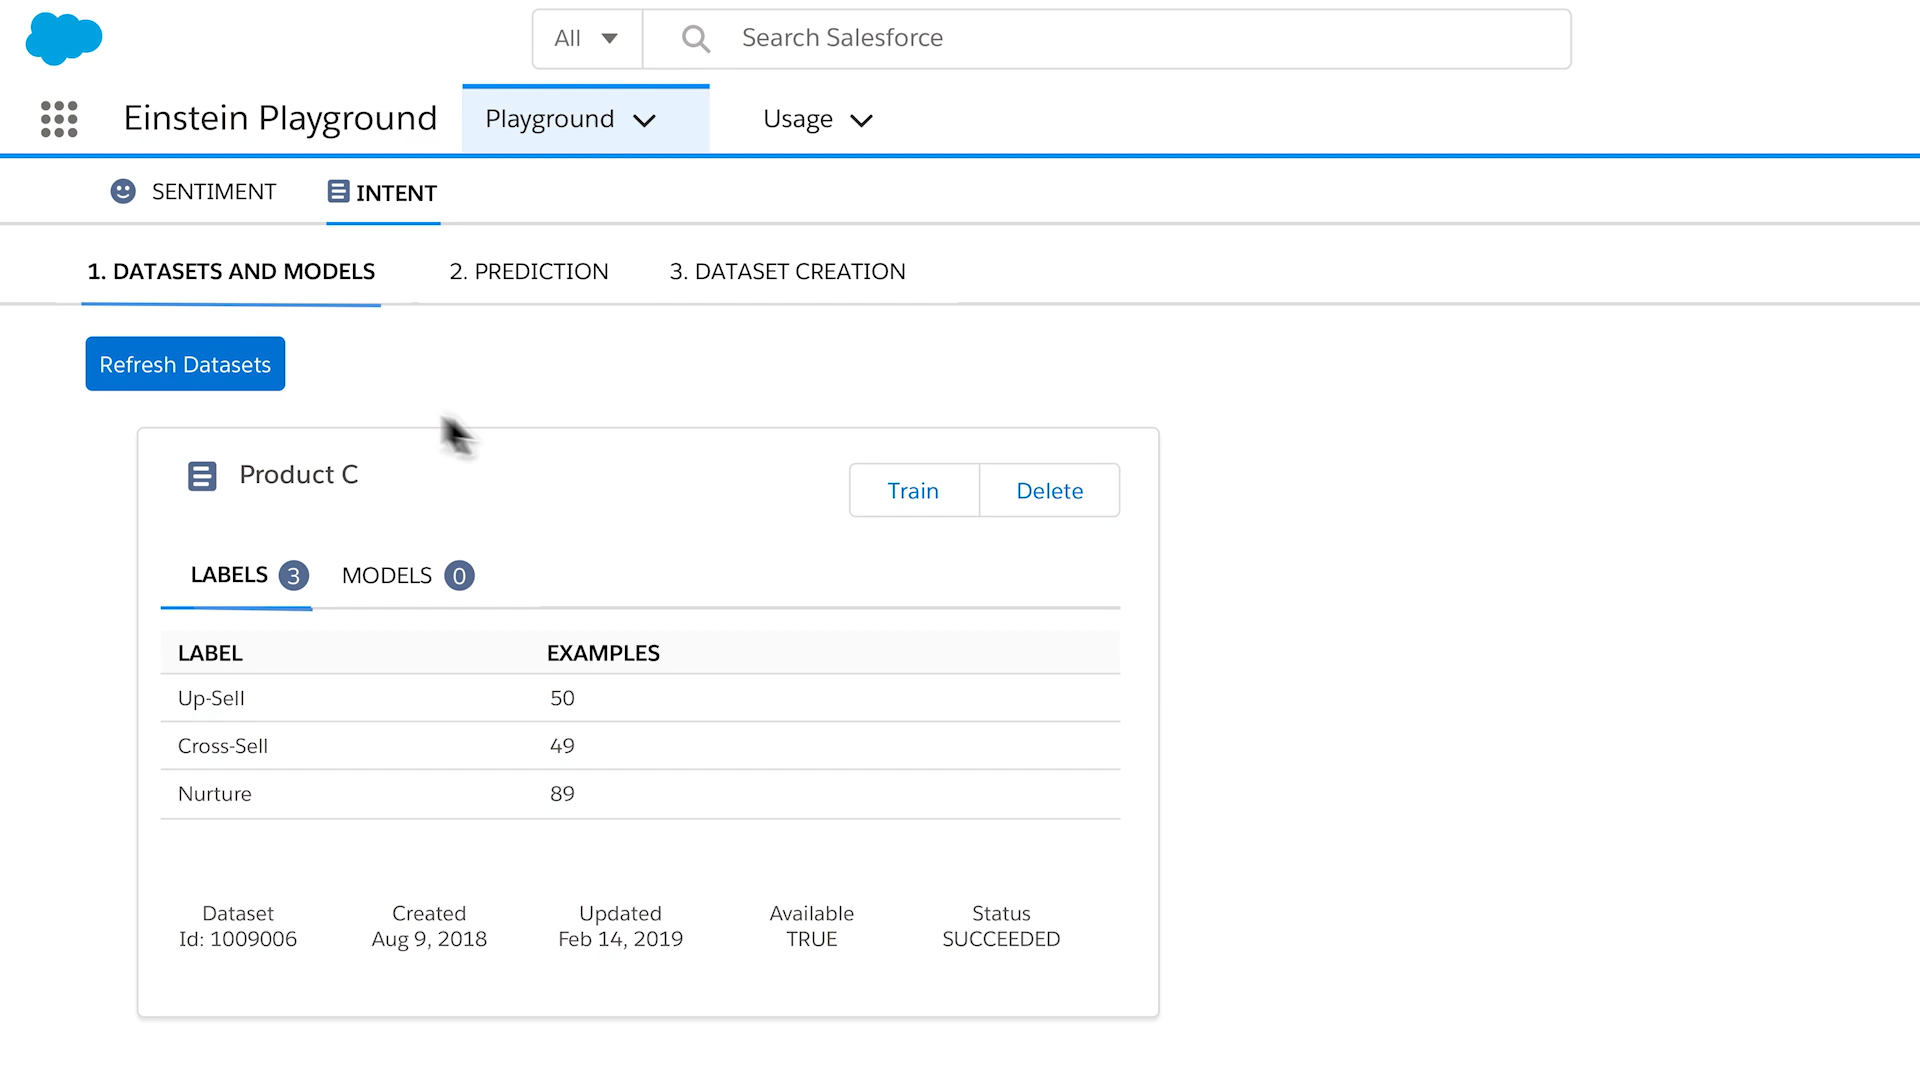 All
Search Salesforce
Einstein Playground
Playground
Usage
SENTIMENT
INTENT
1. DATASETS AND MODELS
2. PREDICTION
3. DATASET CREATION
Refresh Datasets
Product C
Train
Delete
LABELS 3
MODELS 0
LABEL EXAMPLES
Up-Sell 50
Cross-Sell 49
Nurture 89
Dataset
Id: 1009006
Created
Aug 9, 2018
Updated
Feb 14, 2019
Available
TRUE
Status
SUCCEEDED